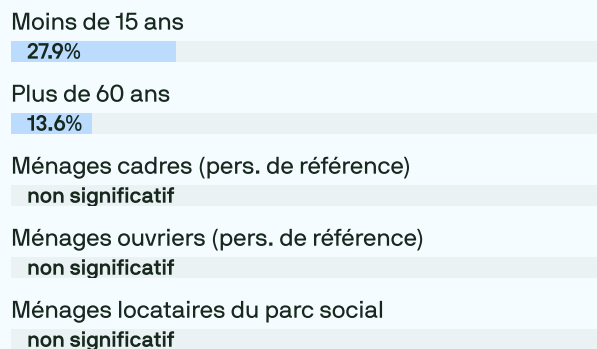 Moins de 15 ans
27.9%
Plus de 60 ans
13.6%
Ménages cadres (pers. de référence)
non significatif
Ménages ouvriers (pers. de référence)
non significatif
Ménages locataires du parc social
non significatif